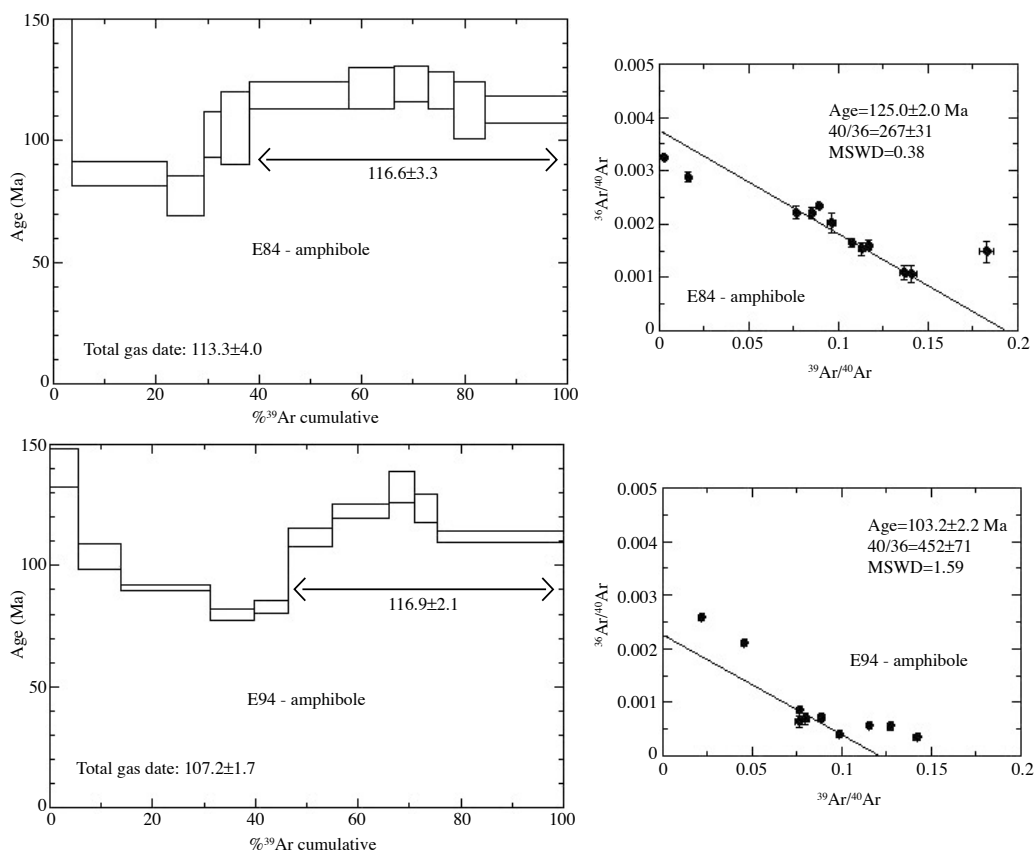 150
100
50
0
Age (Ma)
116.6±3.3
E84 - amphibole
Total gas date: 113.3±4.0
0 20 40 60 80 100
%³⁹Ar cumulative
0.005
0.004
0.003
0.002
0.001
0
³⁶Ar/⁴⁰Ar
Age=125.0±2.0 Ma
40/36=267±31
MSWD=0.38
E84 - amphibole
0 0.05 0.1 0.15 0.2
³⁹Ar/⁴⁰Ar
150
100
50
0
Age (Ma)
116.9±2.1
E94 - amphibole
Total gas date: 107.2±1.7
0 20 40 60 80 100
%³⁹Ar cumulative
0.005
0.004
0.003
0.002
0.001
0
³⁶Ar/⁴⁰Ar
Age=103.2±2.2 Ma
40/36=452±71
MSWD=1.59
E94 - amphibole
0 0.05 0.1 0.15 0.2
³⁹Ar/⁴⁰Ar